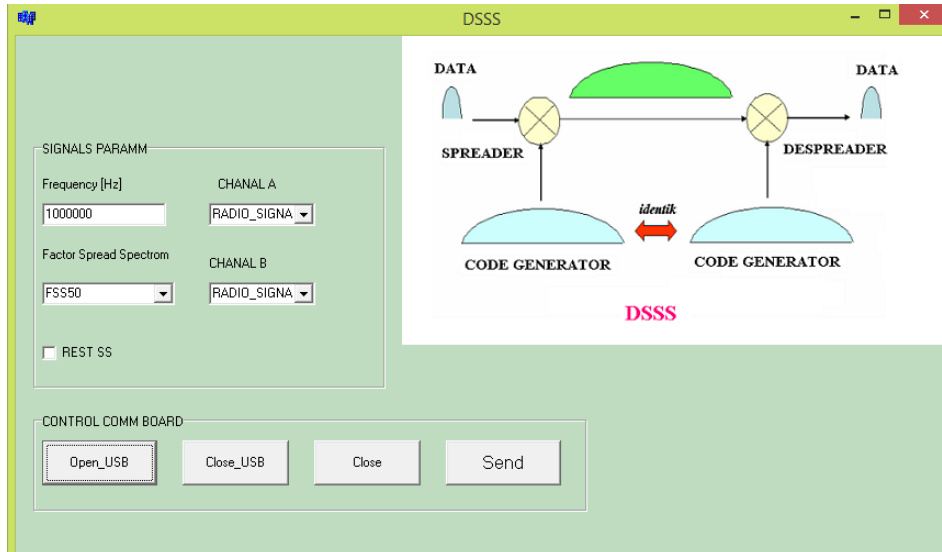 DSSS
DATA
DATA
SPREADER
DESPREADER
identik
CODE GENERATOR
CODE GENERATOR
DSSS
SIGNALS PARAMM
Frequency [Hz]
CHANAL A
1000000
RADIO_SIGNA
Factor Spread Spectrom
CHANAL B
FSS50
RADIO_SIGNA
REST SS
CONTROL COMM BOARD
Open_USB
Close_USB
Close
Send